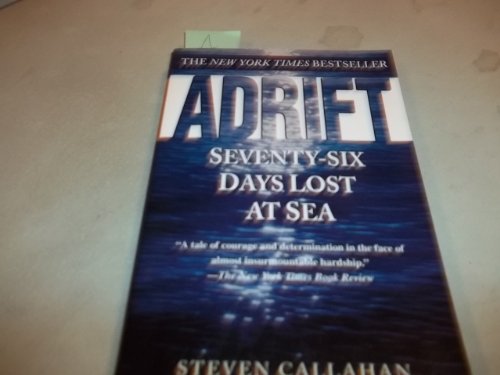 A
THE NEW YORK TIMES BESTSELLER
ADRIFT
SEVENTY-SIX
DAYS LOST
AT SEA
"A tale of courage and determination in the face of
almost insurmountable hardship."
—The New York Times Book Review
STEVEN CALLAHAN